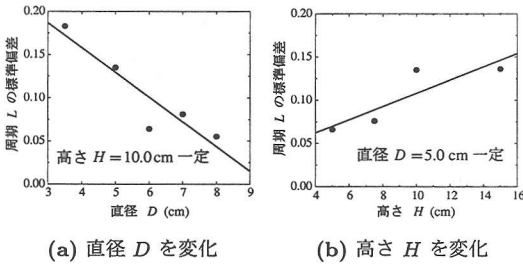 0.20
0.15
0.10
0.05
0.00
周期 L の標準偏差
高さ H＝10.0cm 一定
3 4 5 6 7 8 9
直径 D (cm)
(a) 直径 D を変化
0.20
0.15
0.10
0.05
0.00
周期 L の標準偏差
直径 D＝5.0 cm 一定
4 6 8 10 12 14 16
高さ H (cm)
(b) 高さ H を変化